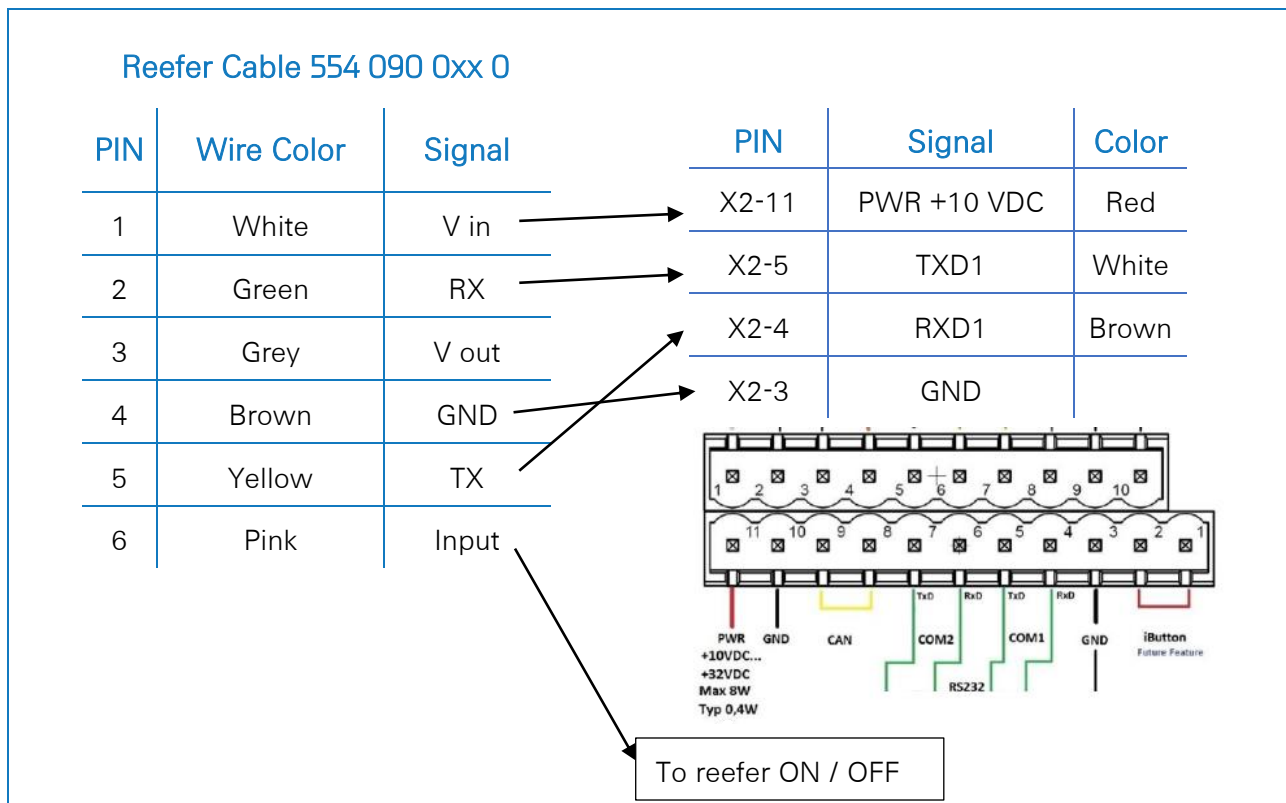 Reefer Cable 554 090 0xx 0
PIN Wire Color Signal
1 White V in
2 Green RX
3 Grey V out
4 Brown GND
5 Yellow TX
6 Pink Input
PIN Signal Color
X2-11 PWR +10 VDC Red
X2-5 TXD1 White
X2-4 RXD1 Brown
X2-3 GND
1 2 3 4 5 6 7 8 9 10
11 10 9 8 7 6 5 4 3 2 1
TxD RxD TxD RxD
PWR GND CAN COM2 COM1 GND iButton
+10VDC... Future Feature
+32VDC RS232
Max 8W
Typ 0,4W
To reefer ON / OFF